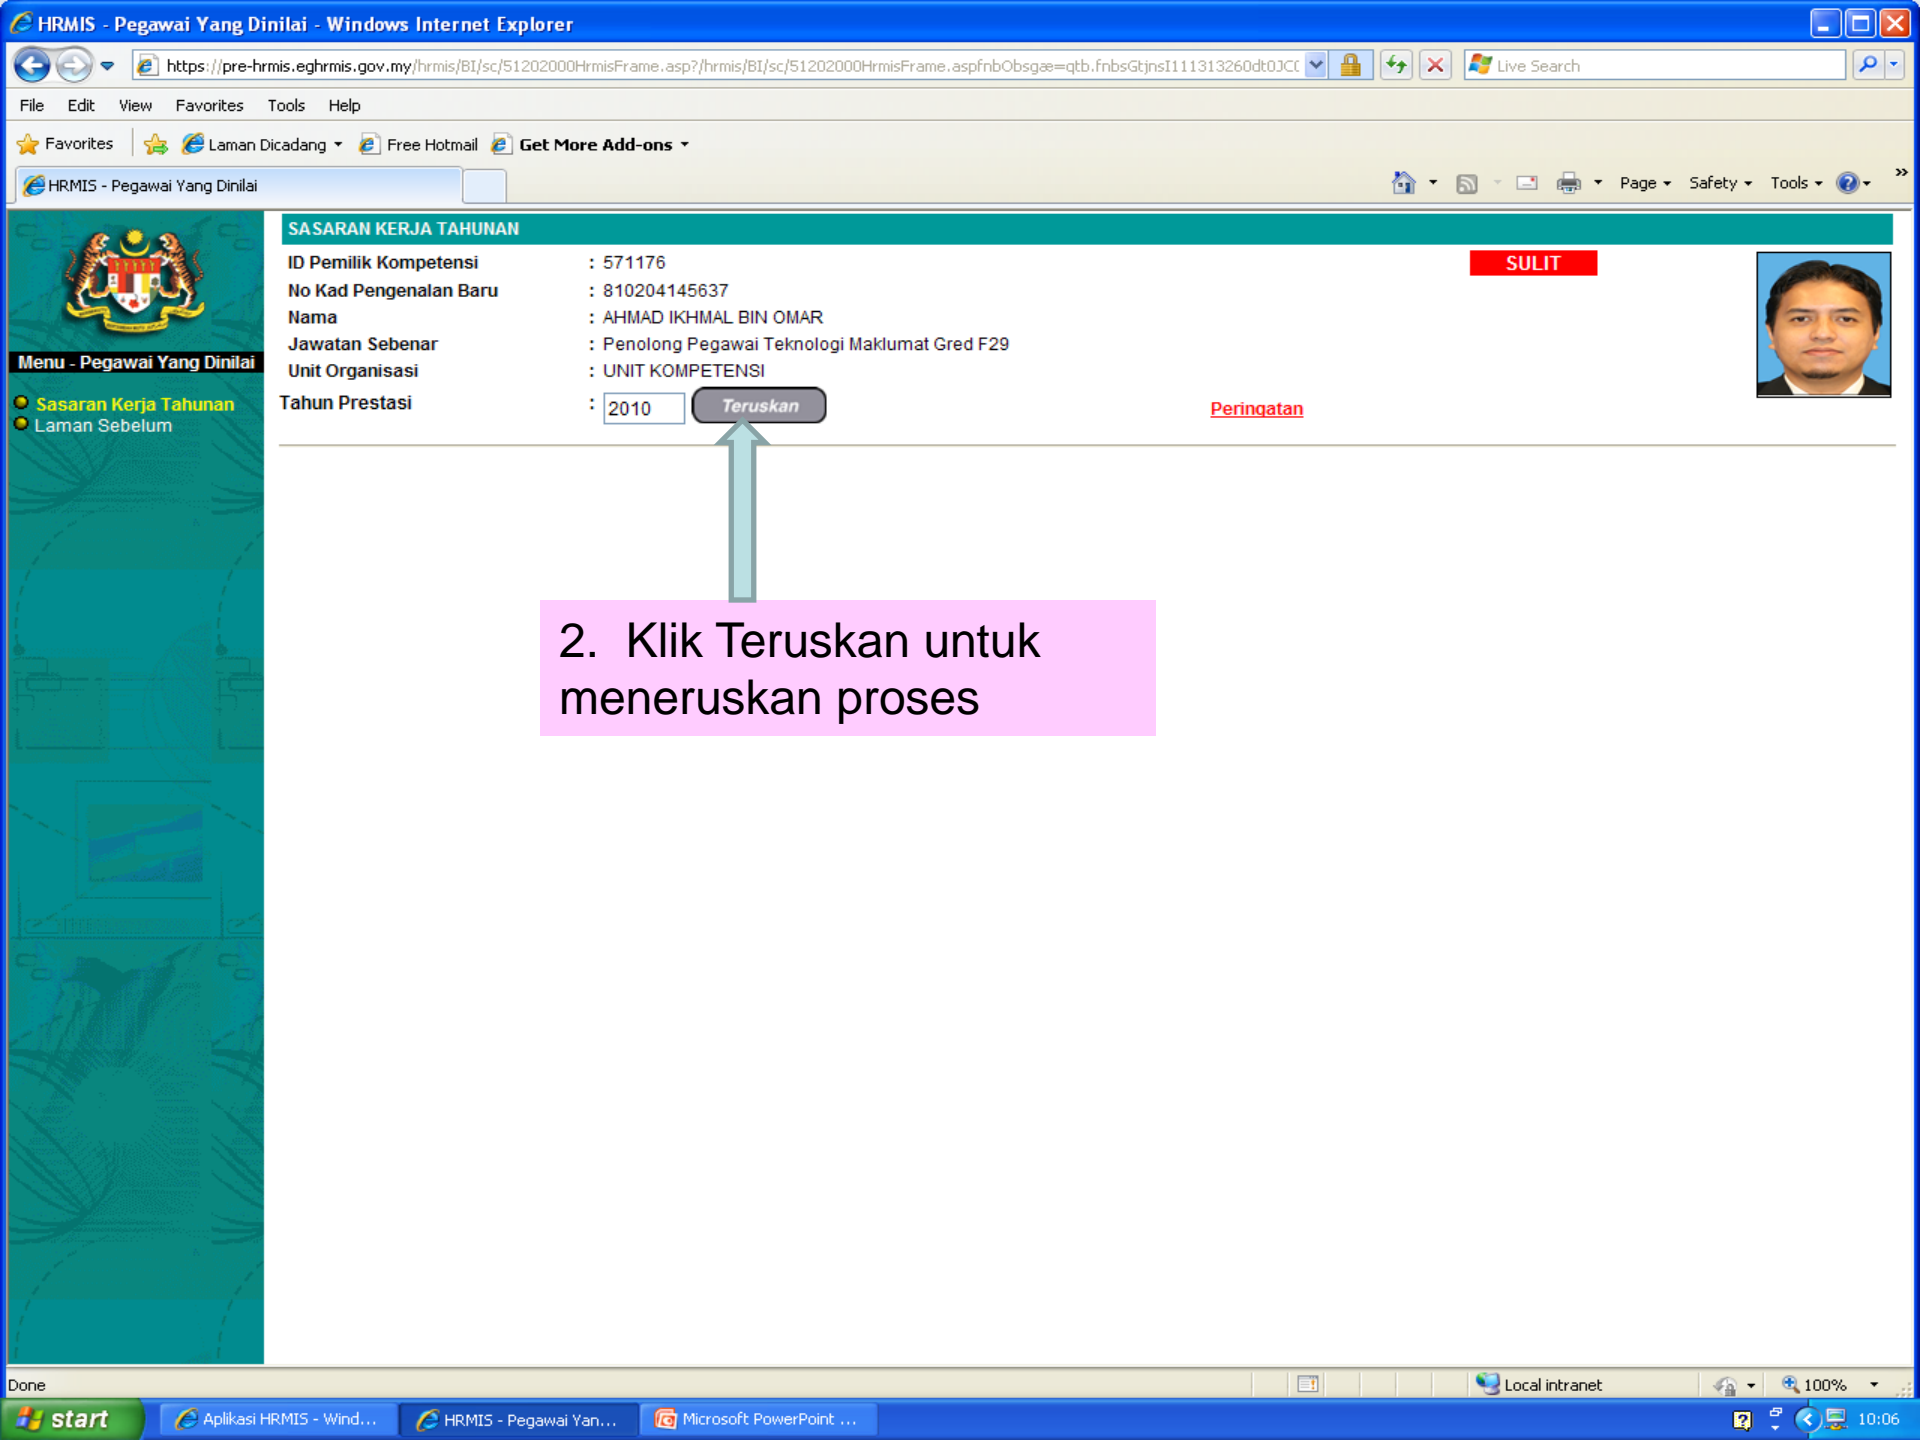 HRMIS - Pegawai Yang Dinilai - Windows Internet Explorer
https://pre-hrmis.eghrmis.gov.my/hrmis/BI/sc/51202000HrmisFrame.asp?/hrmis/BI/sc/51202000HrmisFrame.aspfnbObsgæ=qtb.fnbsGtjnsI111313260dt0JC(
Live Search
File Edit View Favorites Tools Help
Favorites Laman Dicadang Free Hotmail Get More Add-ons
HRMIS - Pegawai Yang Dinilai
Page Safety Tools »
SASARAN KERJA TAHUNAN
ID Pemilik Kompetensi : 571176
SULIT
No Kad Pengenalan Baru : 810204145637
Nama : AHMAD IKHMAL BIN OMAR
Jawatan Sebenar : Penolong Pegawai Teknologi Maklumat Gred F29
Unit Organisasi : UNIT KOMPETENSI
Tahun Prestasi : 2010 Teruskan
Peringatan
Menu - Pegawai Yang Dinilai
Sasaran Kerja Tahunan
Laman Sebelum
2. Klik Teruskan untuk
meneruskan proses
Done
Local intranet
100%
start
Aplikasi HRMIS - Wind...
HRMIS - Pegawai Yan...
Microsoft PowerPoint ...
10:06